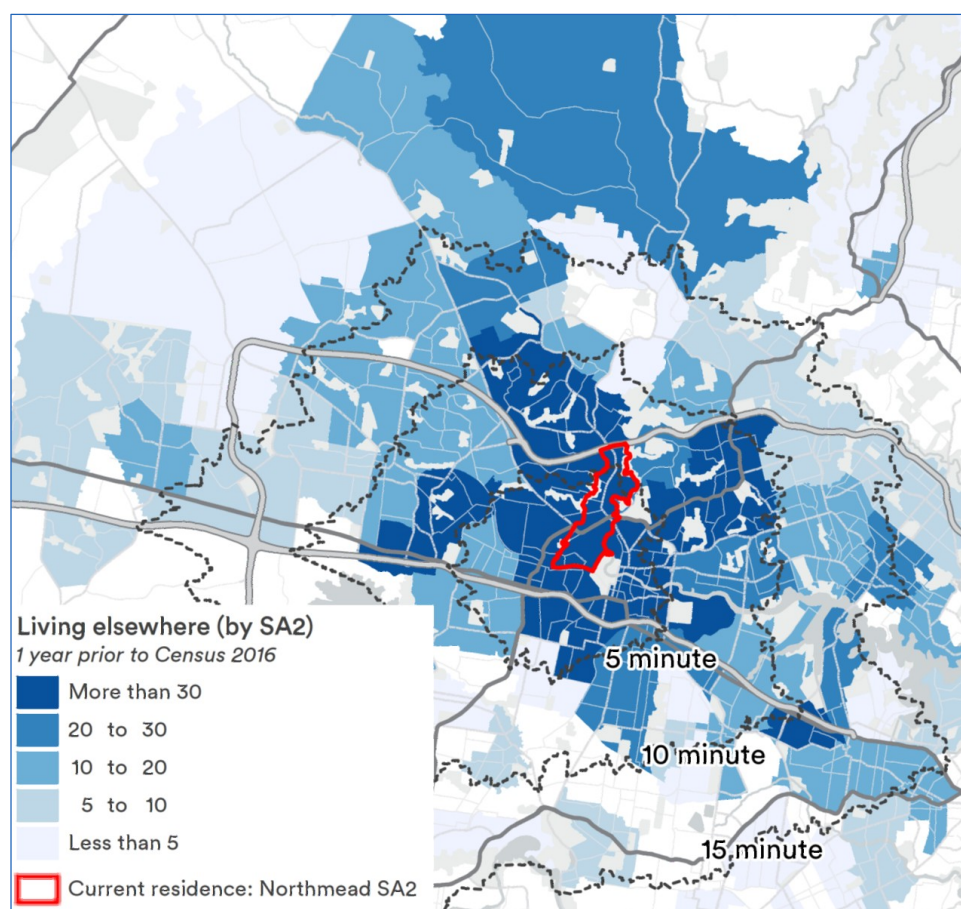 5 minute
10 minute
15 minute
Living elsewhere (by SA2)
1 year prior to Census 2016
More than 30
20 to 30
10 to 20
5 to 10
Less than 5
Current residence: Northmead SA2